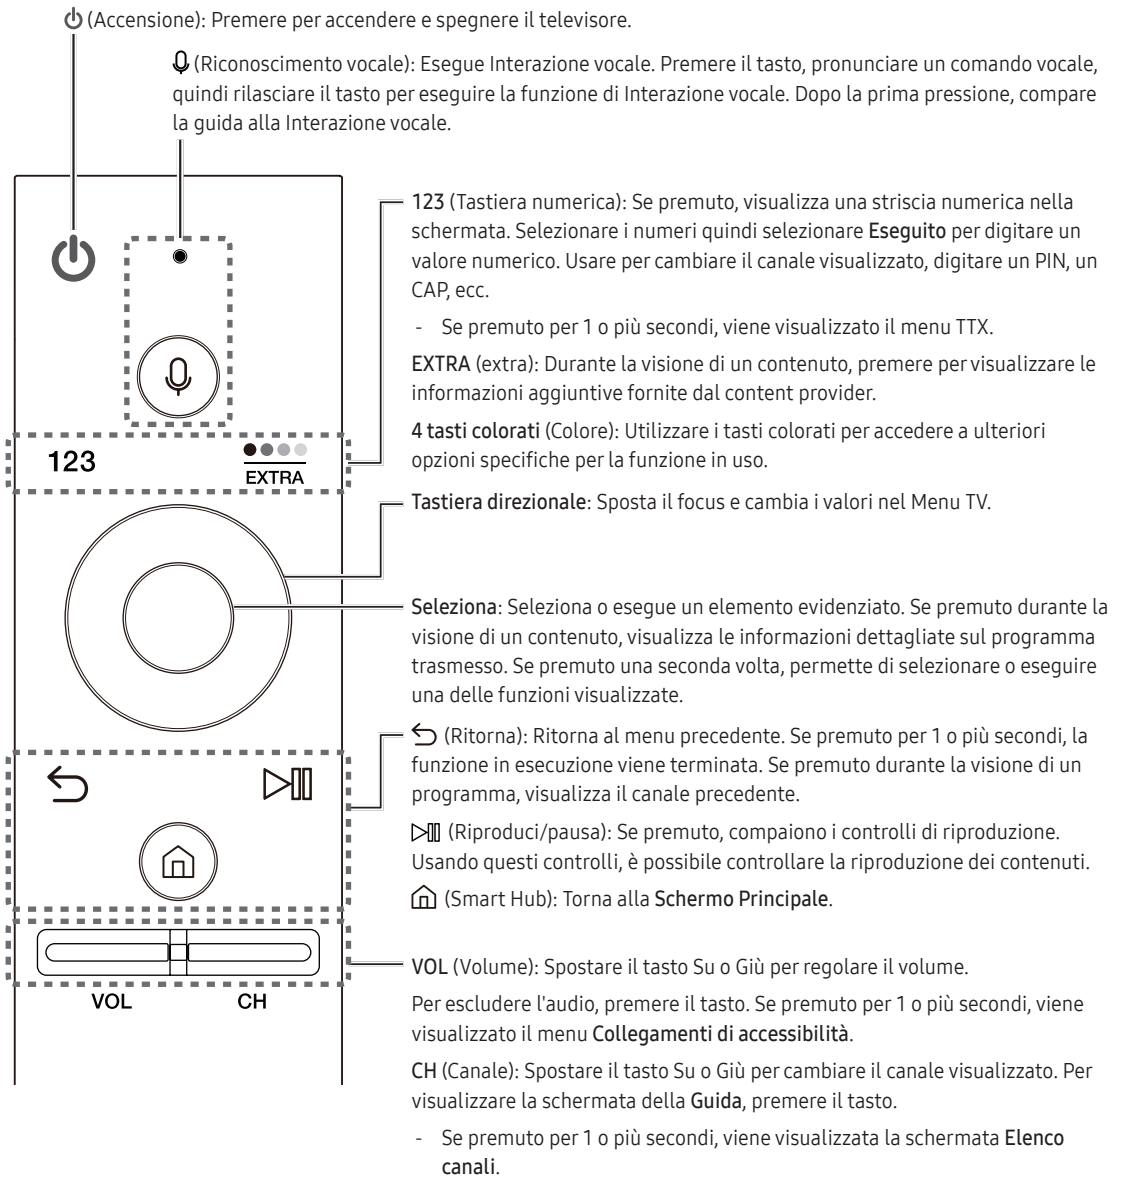 (Accensione): Premere per accendere e spegnere il televisore.
(Riconoscimento vocale): Esegue Interazione vocale. Premere il tasto, pronunciare un comando vocale,
quindi rilasciare il tasto per eseguire la funzione di Interazione vocale. Dopo la prima pressione, compare
la guida alla Interazione vocale.
123 (Tastiera numerica): Se premuto, visualizza una striscia numerica nella
schermata. Selezionare i numeri quindi selezionare Eseguito per digitare un
valore numerico. Usare per cambiare il canale visualizzato, digitare un PIN, un
CAP, ecc.
- Se premuto per 1 o più secondi, viene visualizzato il menu TTX.
EXTRA (extra): Durante la visione di un contenuto, premere per visualizzare le
informazioni aggiuntive fornite dal content provider.
4 tasti colorati (Colore): Utilizzare i tasti colorati per accedere a ulteriori
opzioni specifiche per la funzione in uso.
123
EXTRA
Tastiera direzionale: Sposta il focus e cambia i valori nel Menu TV.
Seleziona: Seleziona o esegue un elemento evidenziato. Se premuto durante la
visione di un contenuto, visualizza le informazioni dettagliate sul programma
trasmesso. Se premuto una seconda volta, permette di selezionare o eseguire
una delle funzioni visualizzate.
(Ritorna): Ritorna al menu precedente. Se premuto per 1 o più secondi, la
funzione in esecuzione viene terminata. Se premuto durante la visione di un
programma, visualizza il canale precedente.
(Riproduci/pausa): Se premuto, compaiono i controlli di riproduzione.
Usando questi controlli, è possibile controllare la riproduzione dei contenuti.
(Smart Hub): Torna alla Schermo Principale.
VOL (Volume): Spostare il tasto Su o Giù per regolare il volume.
Per escludere l'audio, premere il tasto. Se premuto per 1 o più secondi, viene
visualizzato il menu Collegamenti di accessibilità.
VOL
CH
CH (Canale): Spostare il tasto Su o Giù per cambiare il canale visualizzato. Per
visualizzare la schermata della Guida, premere il tasto.
- Se premuto per 1 o più secondi, viene visualizzata la schermata Elenco
canali.